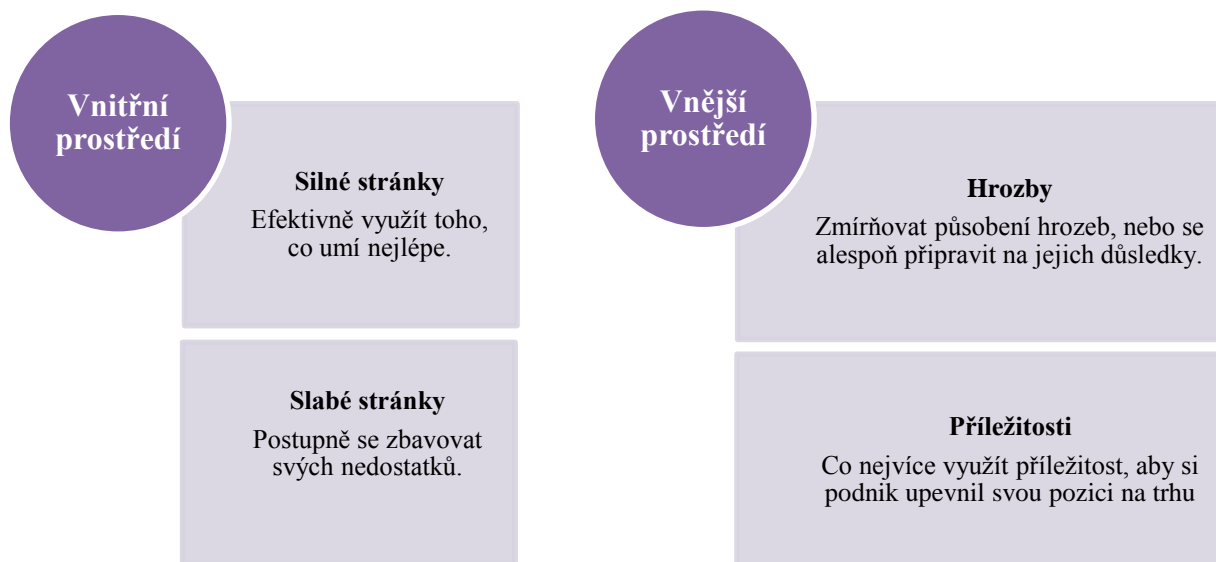 Vnitřní
prostředí
Silné stránky
Efektivně využít toho,
co umí nejlépe.
Slabé stránky
Postupně se zbavovat
svých nedostatků.
Vnější
prostředí
Hrozby
Zmírňovat působení hrozeb, nebo se
alespoň připravit na jejich důsledky.
Příležitosti
Co nejvíce využít příležitost, aby si
podnik upevnil svou pozici na trhu